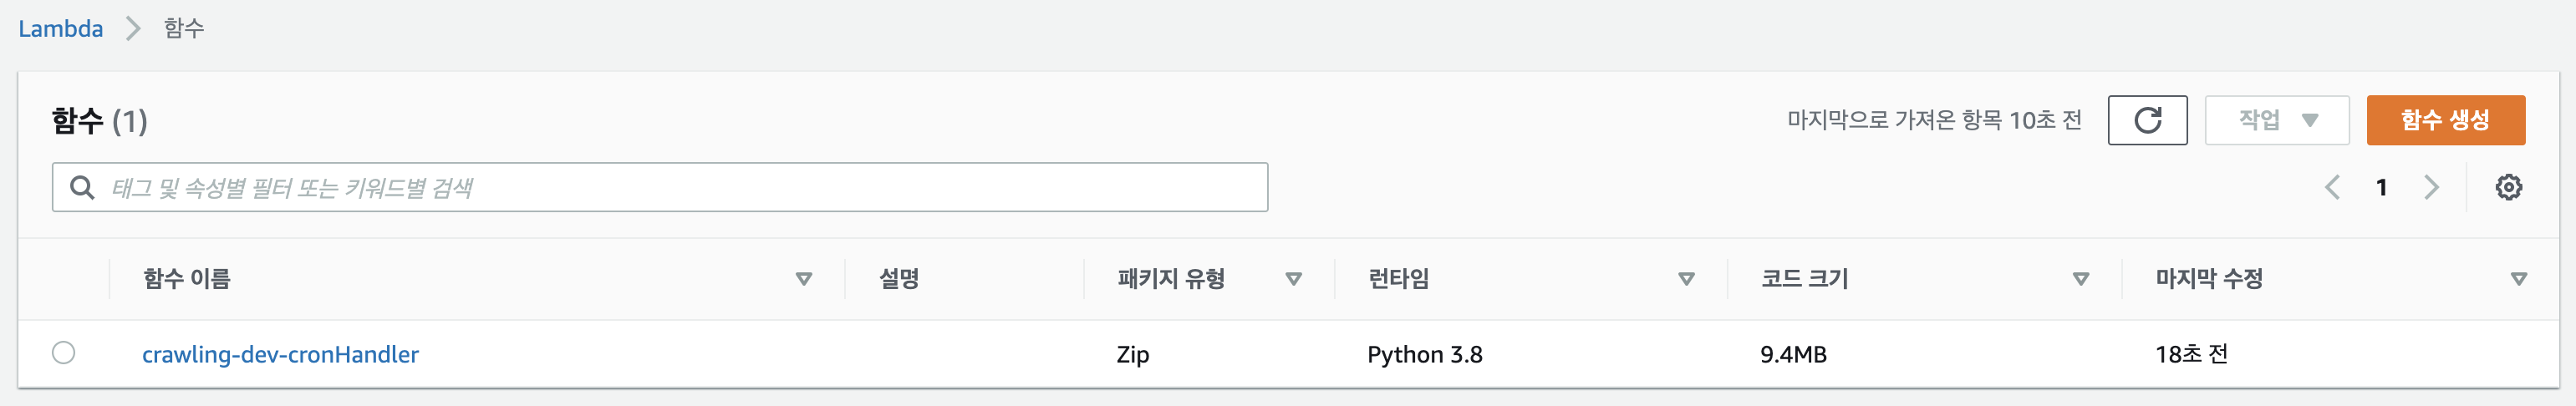 Lambda > 함수
함수 (1)
마지막으로 가져온 항목 10초 전
작업
함수 생성
태그 및 속성별 필터 또는 키워드별 검색
1
함수 이름 설명 패키지 유형 런타임 코드 크기 마지막 수정
crawling-dev-cronHandler Zip Python 3.8 9.4MB 18초 전